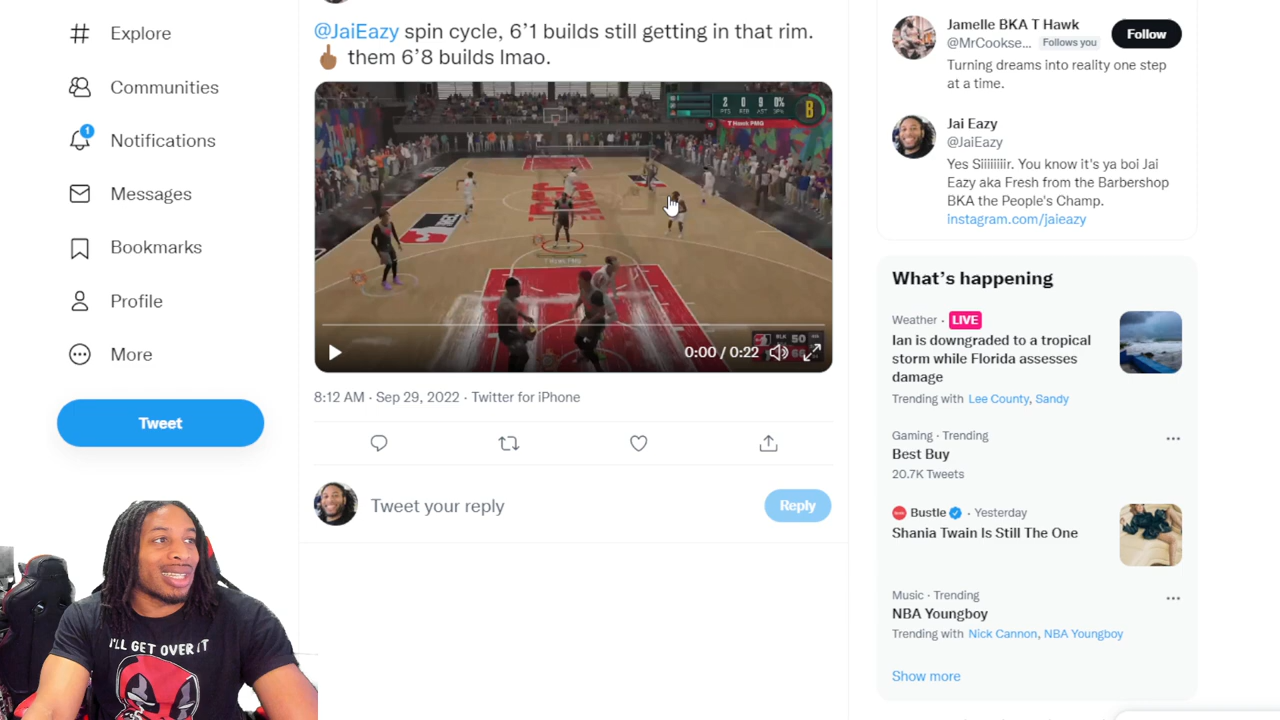 Explore
Communities
1
Notifications
Messages
Bookmarks
Profile
More
Tweet
@JaiEazy spin cycle, 6’1 builds still getting in that rim.
🖕🏾 them 6’8 builds lmao.
2 0 9 0%
B
50
0:00 / 0:22
8:12 AM · Sep 29, 2022 · Twitter for iPhone
Tweet your reply
Reply
Jamelle BKA T Hawk
@MrCookse... Follows you
Follow
Turning dreams into reality one step
at a time.
Jai Eazy
@JaiEazy
Yes Siiiiiiir. You know it's ya boi Jai
Eazy aka Fresh from the Barbershop
BKA the People's Champ.
instagram.com/jaieazy
What’s happening
Weather · LIVE
Ian is downgraded to a tropical
storm while Florida assesses
damage
Trending with Lee County, Sandy
Gaming · Trending
Best Buy
20.7K Tweets
Bustle · Yesterday
Shania Twain Is Still The One
Music · Trending
NBA Youngboy
Trending with Nick Cannon, NBA Youngboy
Show more
I'LL GET OVER IT